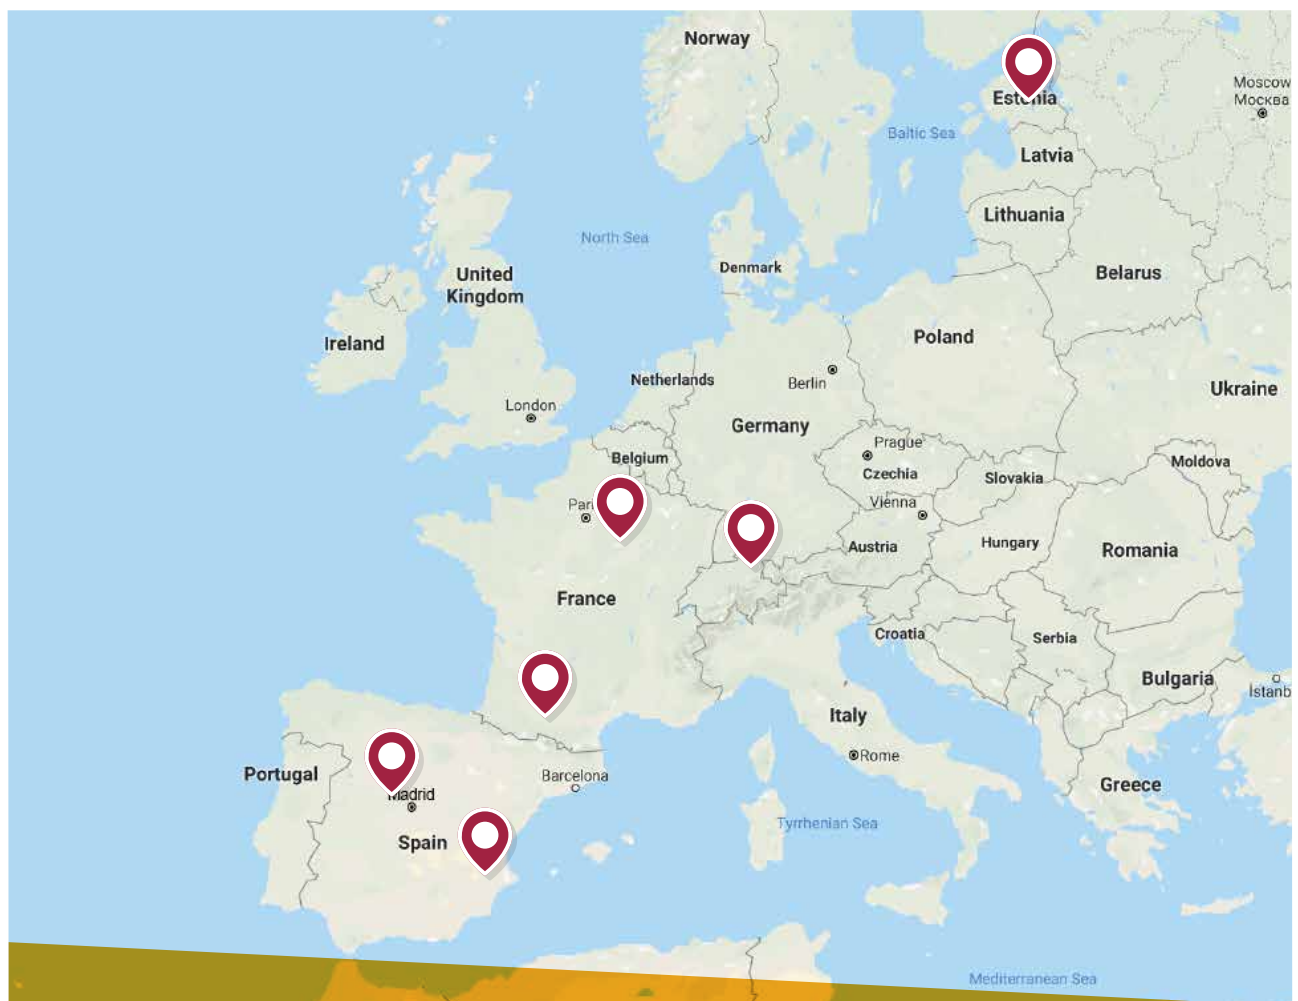 Norway
Moscow
Москва
Estonia
Baltic Sea
Latvia
Lithuania
North Sea
Denmark
Belarus
United
Kingdom
Ireland
Poland
Netherlands
Berlin
Ukraine
London
Germany
Prague
Belgium
Czechia
Moldova
Slovakia
Vienna
Pari
Austria
Hungary
Romania
France
Croatia
Serbia
Bulgaria
İstanb
Italy
Rome
Portugal
Barcelona
Madrid
Greece
Tyrrhenian Sea
Spain
Mediterranean Sea